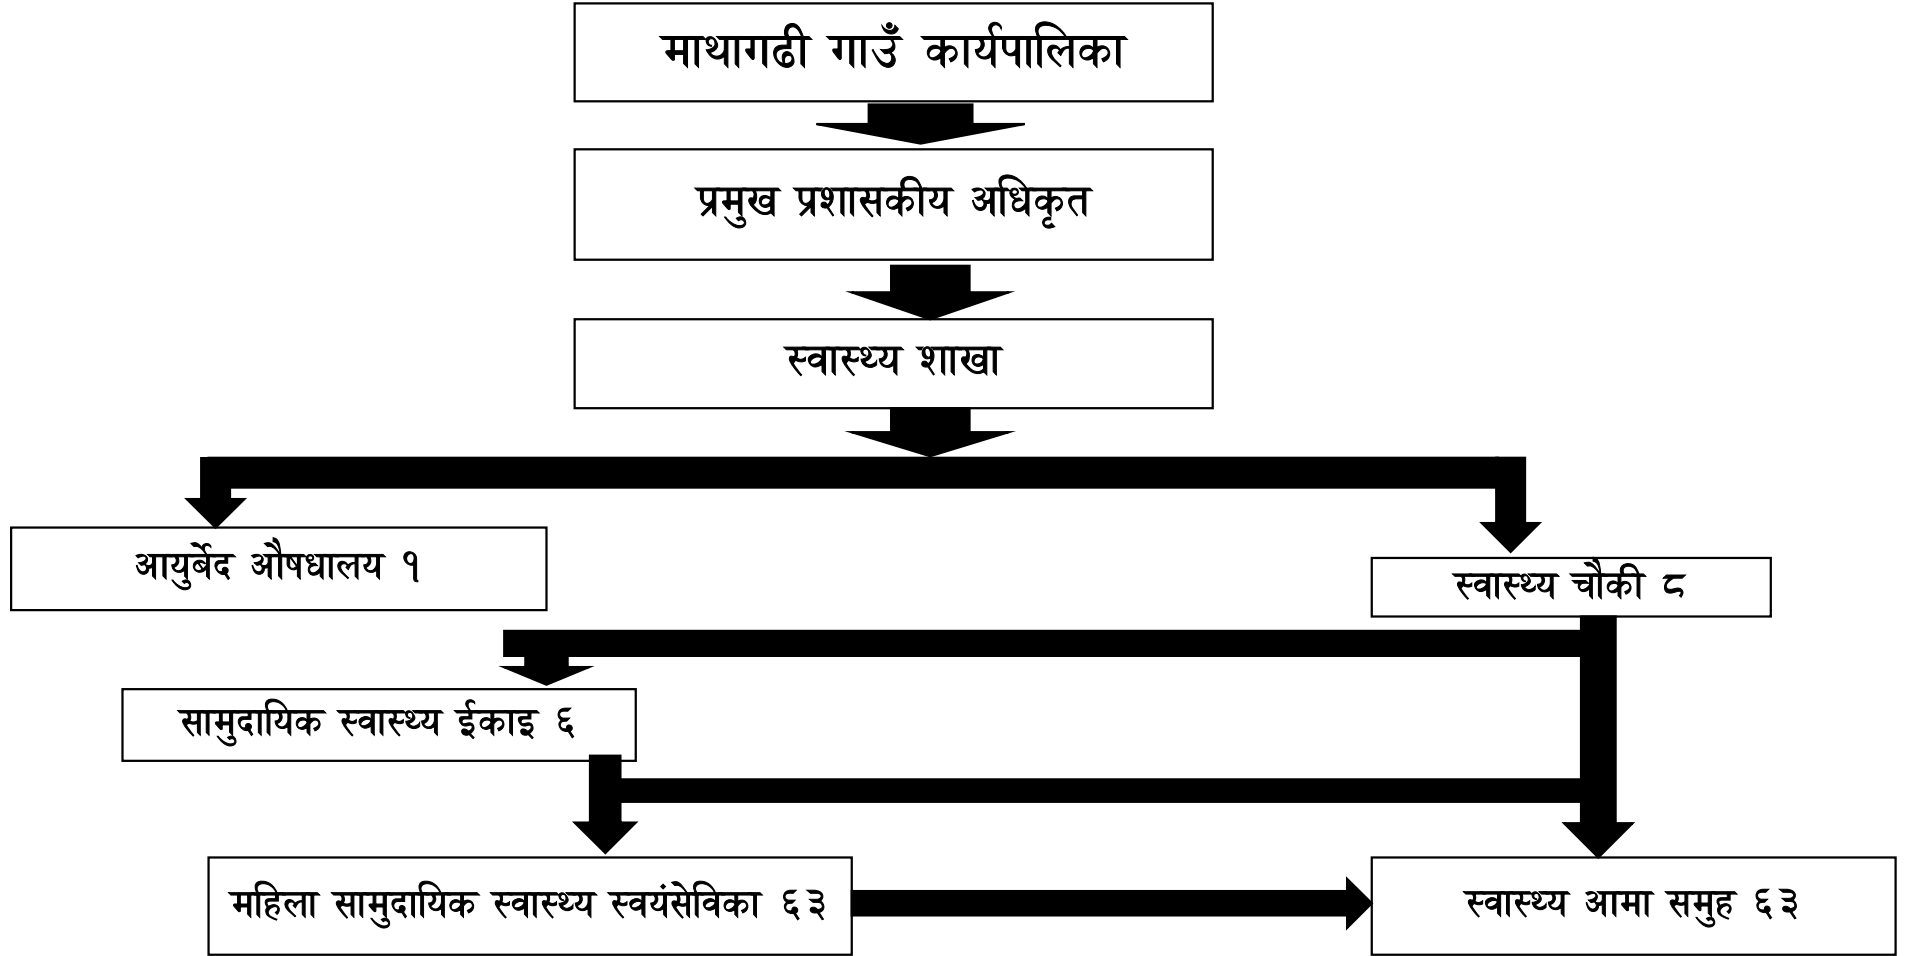 माथागढी गाउँ कार्यपालिका
प्रमुख प्रशासकीय अधिकृत
स्वास्थ्य शाखा
आयुर्बेद औषधालय १
स्वास्थ्य चौकी ८
सामुदायिक स्वास्थ्य ईकाइ ६
महिला सामुदायिक स्वास्थ्य स्वयंसेविका ६३
स्वास्थ्य आमा समुह ६३